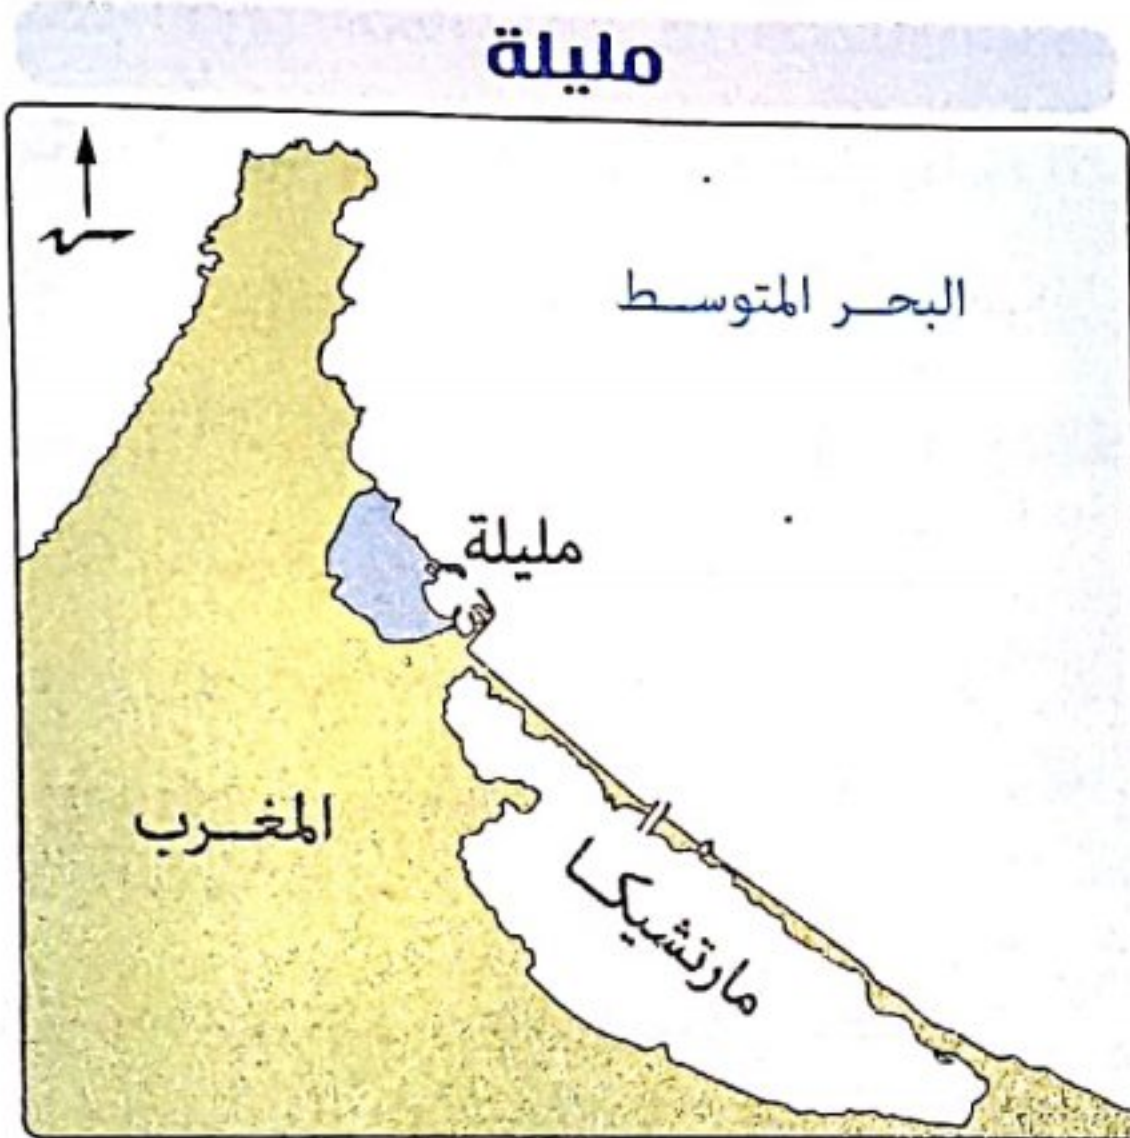 مليلة
البحر المتوسط
مليلة
المغرب
مارتشيكا